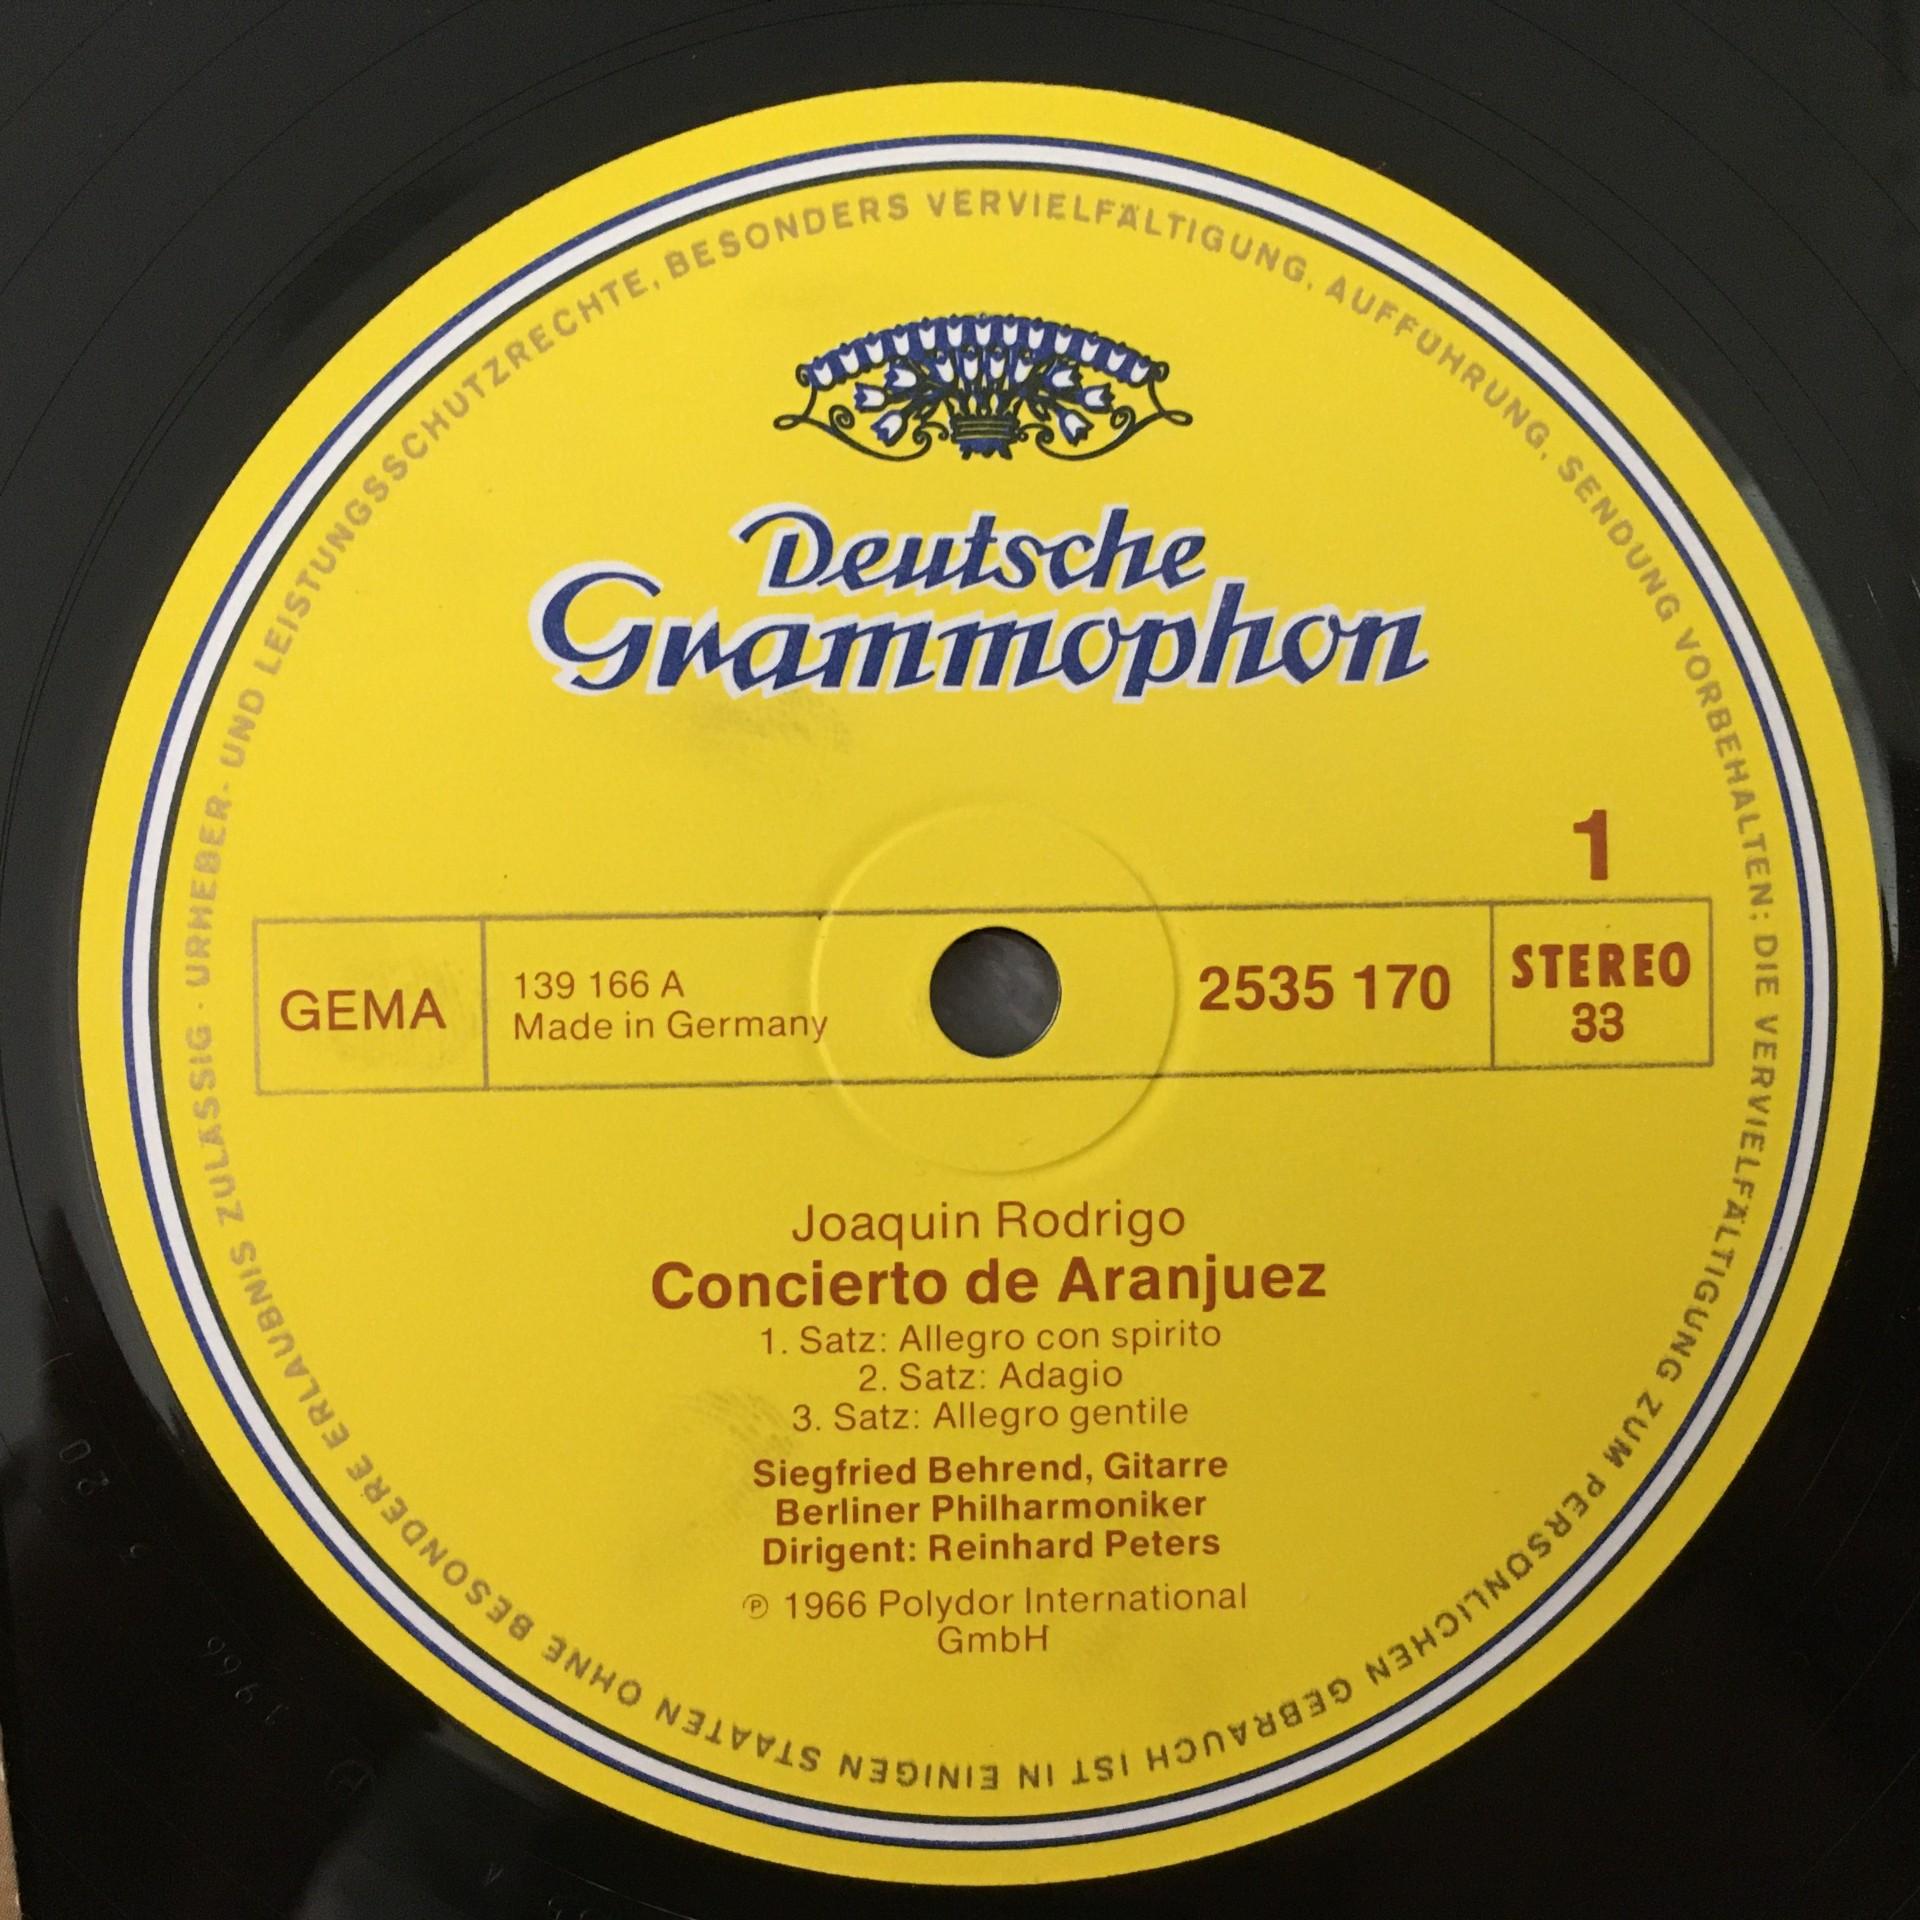 URHEBER- UND LEISTUNGSSCHUTZRECHTE, BESONDERS VERVIELFÄLTIGUNG, AUFFÜHRUNG, SENDUNG VORBEHALTEN; DIE VERVIELFÄLTIGUNG ZUM PERSÖNLICHEN GEBRAUCH IST IN EINIGEN STAATEN OHNE BESONDERE ERLAUBNIS ZULÄSSIG ·
Deutsche
Grammophon
1
GEMA
139 166 A
Made in Germany
2535 170
STEREO
33
Joaquin Rodrigo
Concierto de Aranjuez
1. Satz: Allegro con spirito
2. Satz: Adagio
3. Satz: Allegro gentile
Siegfried Behrend, Gitarre
Berliner Philharmoniker
Dirigent: Reinhard Peters
℗ 1966 Polydor International
GmbH